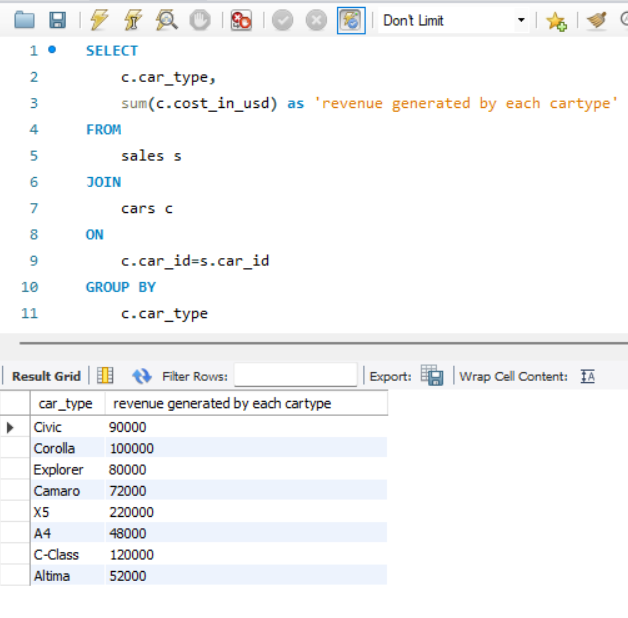 Don't Limit
1 SELECT
2 c.car_type,
3 sum(c.cost_in_usd) as 'revenue generated by each cartype'
4 FROM
5 sales s
6 JOIN
7 cars c
8 ON
9 c.car_id=s.car_id
10 GROUP BY
11 c.car_type
Result Grid Filter Rows: Export: Wrap Cell Content:
car_type revenue generated by each cartype
Civic 90000
Corolla 100000
Explorer 80000
Camaro 72000
X5 220000
A4 48000
C-Class 120000
Altima 52000